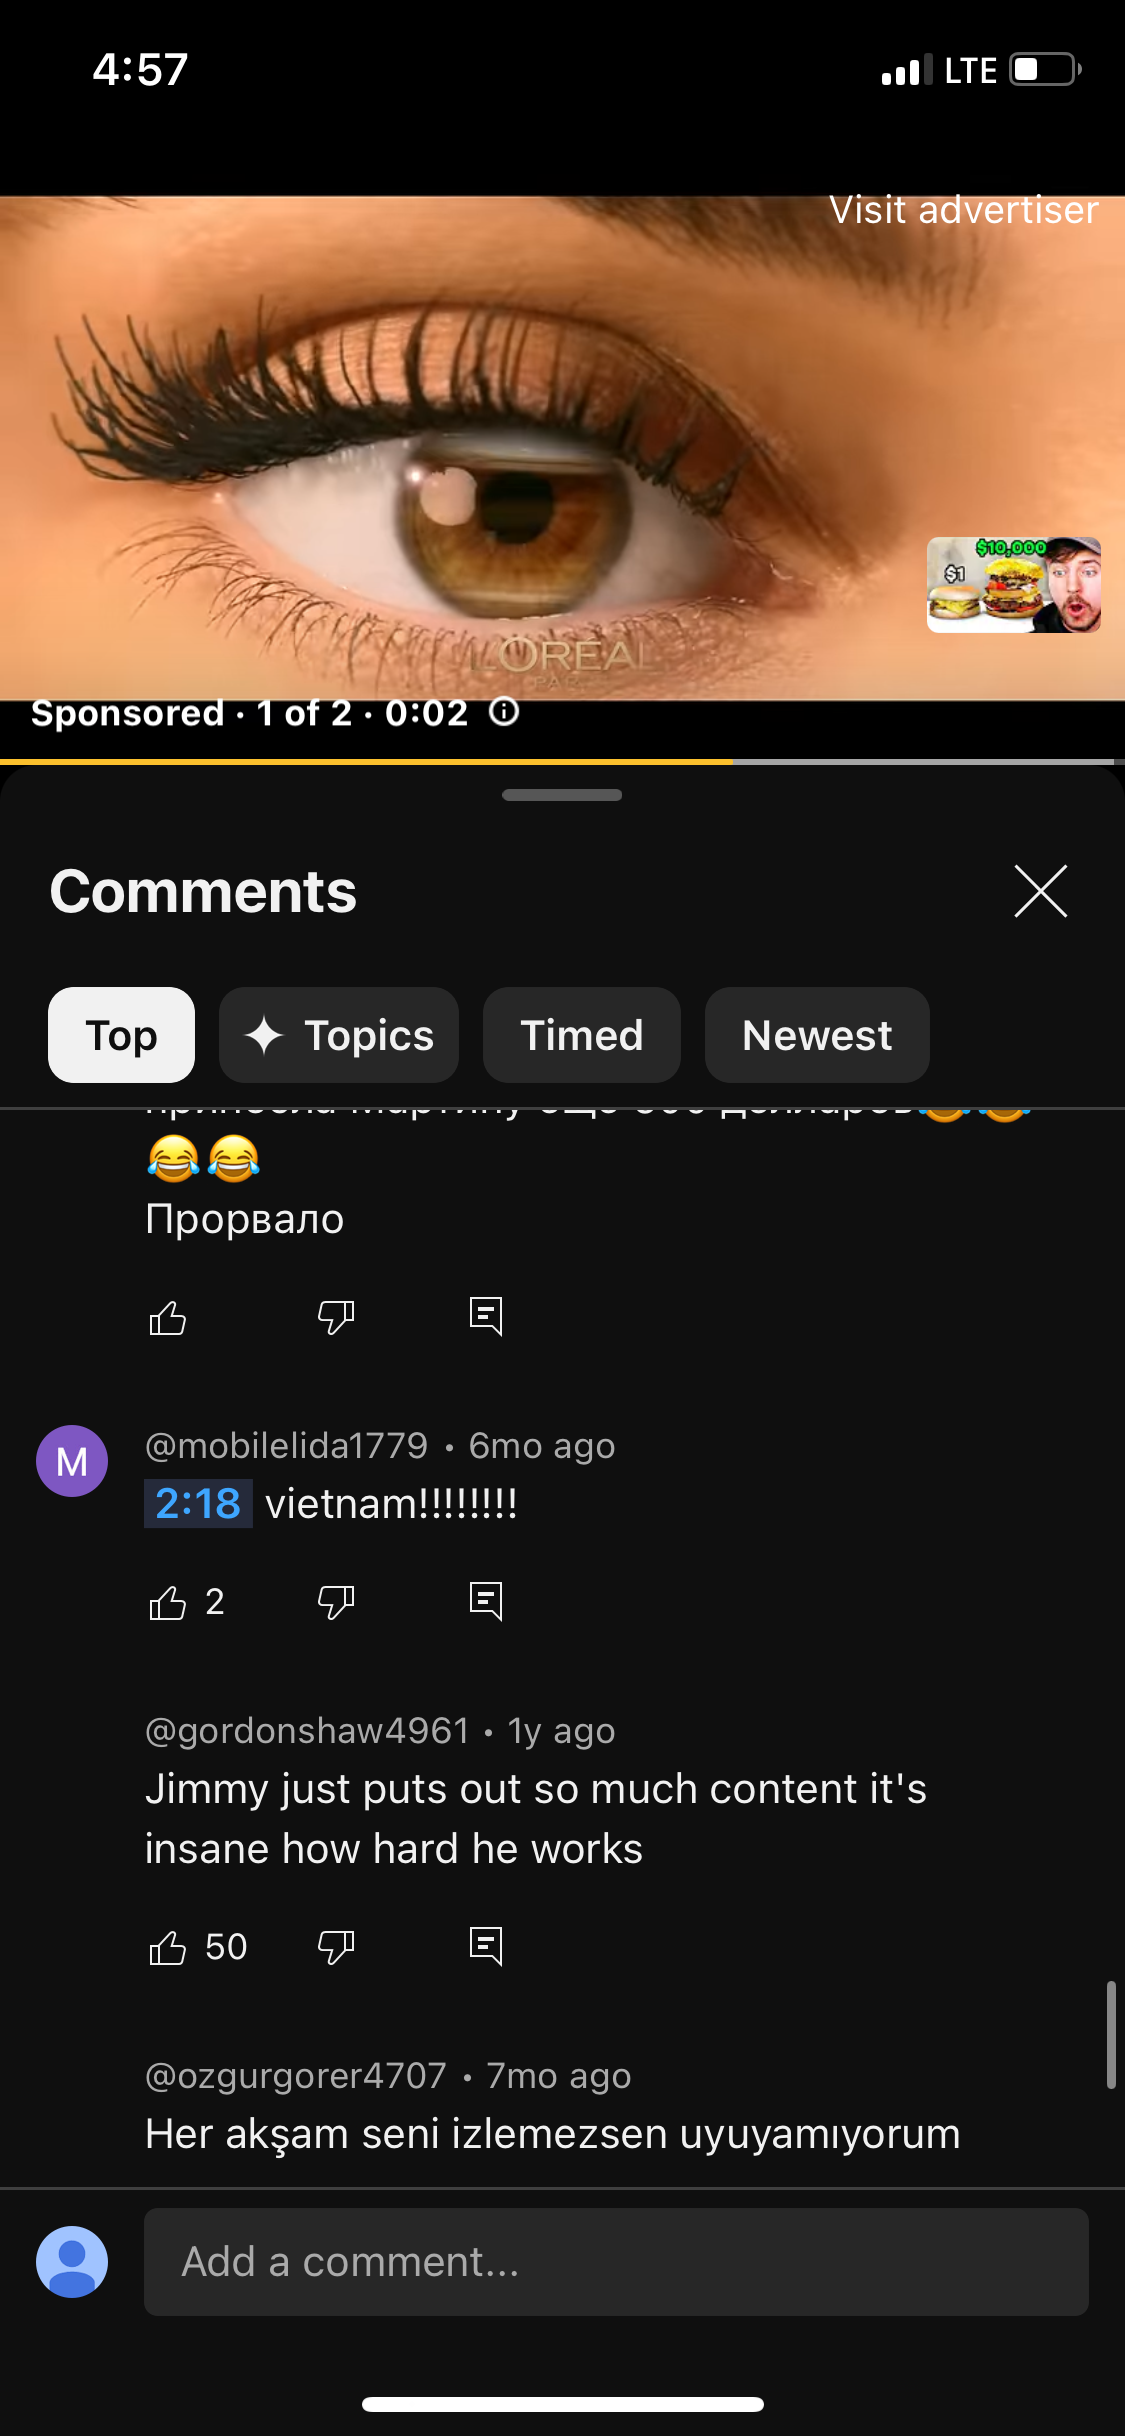 4:57
LTE
Visit advertiser
$10,000
$1
L'OREAL
Sponsored · 1 of 2 · 0:02
Comments
Top
Topics
Timed
Newest
😂😂
Прорвало
M
@mobilelida1779 • 6mo ago
2:18 vietnam!!!!!!!!
2
@gordonshaw4961 • 1y ago
Jimmy just puts out so much content it's
insane how hard he works
50
@ozgurgorer4707 • 7mo ago
Her akşam seni izlemezsen uyuyamıyorum
Add a comment...